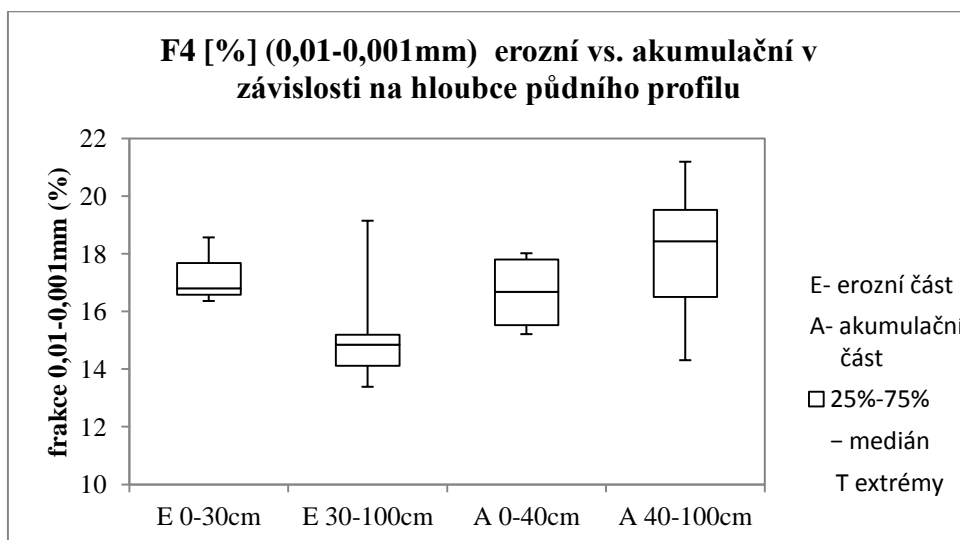 F4 [%] (0,01-0,001mm) erozní vs. akumulační v
závislosti na hloubce půdního profilu
frakce 0,01-0,001mm (%)
22
20
18
16
14
12
10
E 0-30cm E 30-100cm A 0-40cm A 40-100cm
E- erozní část
A- akumulační
část
25%-75%
– medián
T extrémy